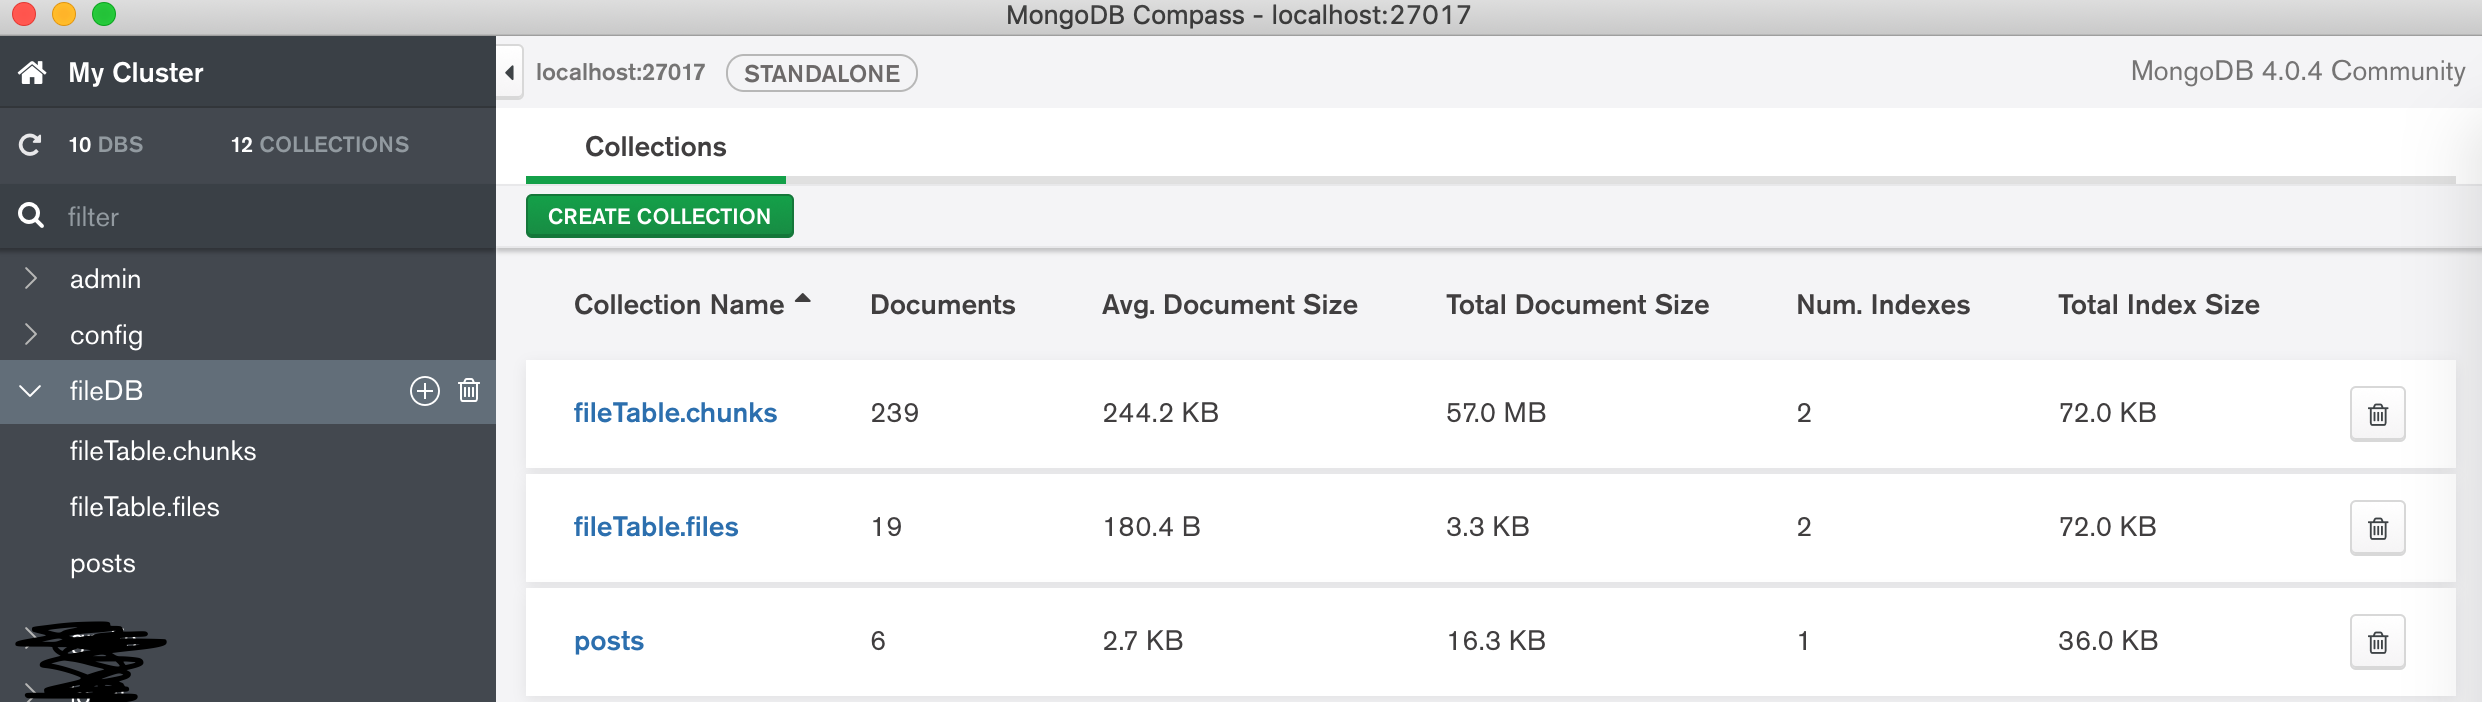 MongoDB Compass - localhost:27017
My Cluster
localhost:27017 STANDALONE MongoDB 4.0.4 Community
10 DBS 12 COLLECTIONS
filter
admin
config
fileDB
fileTable.chunks
fileTable.files
posts
Collections
CREATE COLLECTION
Collection Name Documents Avg. Document Size Total Document Size Num. Indexes Total Index Size
fileTable.chunks 239 244.2 KB 57.0 MB 2 72.0 KB
fileTable.files 19 180.4 B 3.3 KB 2 72.0 KB
posts 6 2.7 KB 16.3 KB 1 36.0 KB